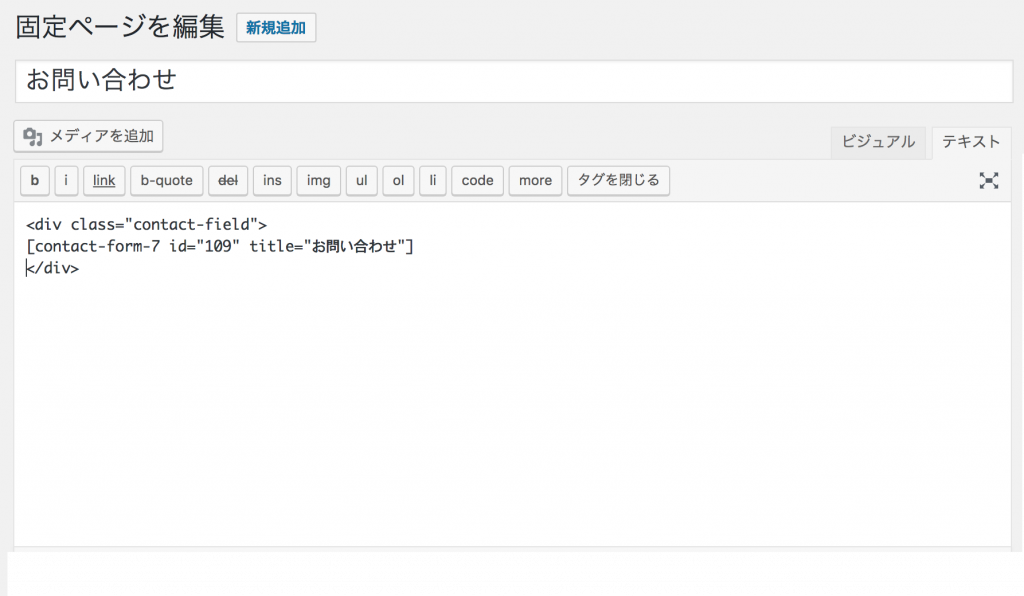 固定ページを編集 新規追加
お問い合わせ
メディアを追加
ビジュアル テキスト
b i link b-quote del ins img ul ol li code more タグを閉じる
<div class="contact-field">
[contact-form-7 id="109" title="お問い合わせ"]
</div>